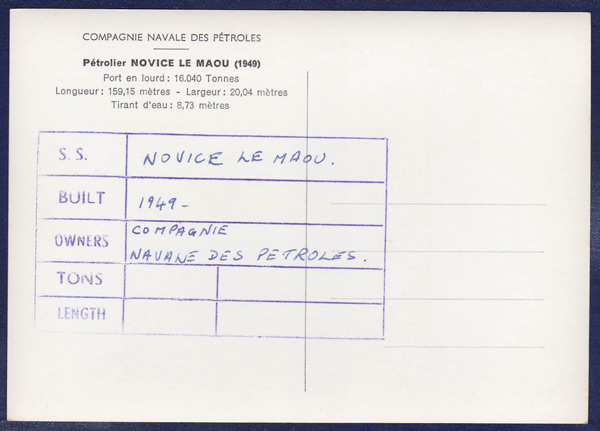 COMPAGNIE NAVALE DES PÉTROLES
Pétrolier NOVICE LE MAOU (1949)
Port en lourd : 16.040 Tonnes
Longueur : 159,15 mètres - Largeur : 20,04 mètres
Tirant d'eau : 8,73 mètres
S. S. NOVICE LE MAOU.
BUILT 1949-
OWNERS COMPAGNIE
NAVALE DES PETROLES.
TONS
LENGTH